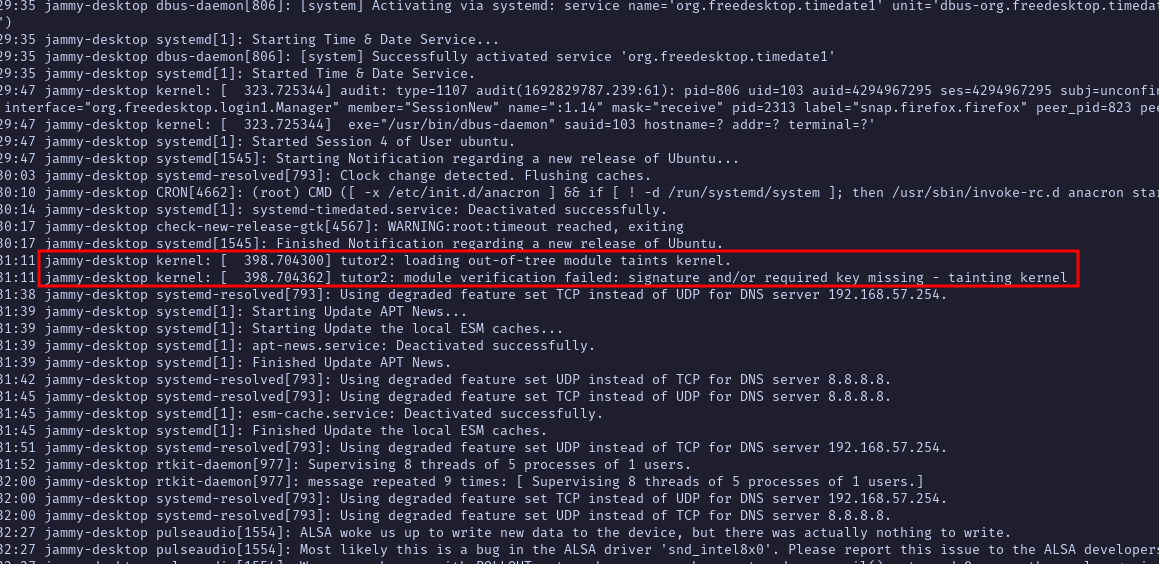 29:35 jammy-desktop dbus-daemon[806]: [system] Activating via systemd: service name='org.freedesktop.timedate1' unit='dbus-org.freedesktop.timedat
')
29:35 jammy-desktop systemd[1]: Starting Time & Date Service...
29:35 jammy-desktop dbus-daemon[806]: [system] Successfully activated service 'org.freedesktop.timedate1'
29:35 jammy-desktop systemd[1]: Started Time & Date Service.
29:47 jammy-desktop kernel: [  323.725344] audit: type=1107 audit(1692829787.239:61): pid=806 uid=103 auid=4294967295 ses=4294967295 subj=unconfin
interface="org.freedesktop.login1.Manager" member="SessionNew" name=":1.14" mask="receive" pid=2313 label="snap.firefox.firefox" peer_pid=823 pee
29:47 jammy-desktop kernel: [  323.725344]  exe="/usr/bin/dbus-daemon" sauid=103 hostname=? addr=? terminal=?'
29:47 jammy-desktop systemd[1]: Started Session 4 of User ubuntu.
29:47 jammy-desktop systemd[1545]: Starting Notification regarding a new release of Ubuntu...
30:03 jammy-desktop systemd-resolved[793]: Clock change detected. Flushing caches.
30:10 jammy-desktop CRON[4662]: (root) CMD ([ -x /etc/init.d/anacron ] && if [ ! -d /run/systemd/system ]; then /usr/sbin/invoke-rc.d anacron star
30:14 jammy-desktop systemd[1]: systemd-timedated.service: Deactivated successfully.
30:17 jammy-desktop check-new-release-gtk[4567]: WARNING:root:timeout reached, exiting
30:17 jammy-desktop systemd[1545]: Finished Notification regarding a new release of Ubuntu.
31:11 jammy-desktop kernel: [  398.704300] tutor2: loading out-of-tree module taints kernel.
31:11 jammy-desktop kernel: [  398.704362] tutor2: module verification failed: signature and/or required key missing - tainting kernel
31:38 jammy-desktop systemd-resolved[793]: Using degraded feature set TCP instead of UDP for DNS server 192.168.57.254.
31:39 jammy-desktop systemd[1]: Starting Update APT News...
31:39 jammy-desktop systemd[1]: Starting Update the local ESM caches...
31:39 jammy-desktop systemd[1]: apt-news.service: Deactivated successfully.
31:39 jammy-desktop systemd[1]: Finished Update APT News.
31:42 jammy-desktop systemd-resolved[793]: Using degraded feature set UDP instead of TCP for DNS server 8.8.8.8.
31:45 jammy-desktop systemd-resolved[793]: Using degraded feature set TCP instead of UDP for DNS server 8.8.8.8.
31:45 jammy-desktop systemd[1]: esm-cache.service: Deactivated successfully.
31:45 jammy-desktop systemd[1]: Finished Update the local ESM caches.
31:51 jammy-desktop systemd-resolved[793]: Using degraded feature set UDP instead of TCP for DNS server 192.168.57.254.
31:52 jammy-desktop rtkit-daemon[977]: Supervising 8 threads of 5 processes of 1 users.
32:00 jammy-desktop rtkit-daemon[977]: message repeated 9 times: [ Supervising 8 threads of 5 processes of 1 users.]
32:00 jammy-desktop systemd-resolved[793]: Using degraded feature set TCP instead of UDP for DNS server 192.168.57.254.
32:00 jammy-desktop systemd-resolved[793]: Using degraded feature set UDP instead of TCP for DNS server 8.8.8.8.
32:27 jammy-desktop pulseaudio[1554]: ALSA woke us up to write new data to the device, but there was actually nothing to write.
32:27 jammy-desktop pulseaudio[1554]: Most likely this is a bug in the ALSA driver 'snd_intel8x0'. Please report this issue to the ALSA developers